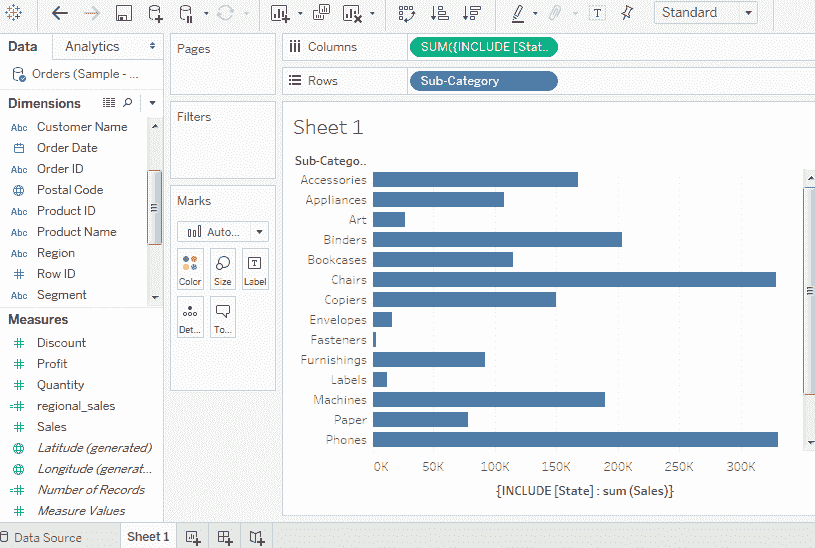 Standard
Data
Analytics
Pages
Columns
SUM({INCLUDE [Stat..
Orders (Sample - ...
Rows
Sub-Category
Dimensions
Filters
Abc Customer Name
Order Date
Abc Order ID
Postal Code
Abc Product ID
Abc Product Name
Abc Region
Row ID
Abc Segment
Measures
Discount
Profit
Quantity
regional_sales
Sales
Latitude (generated)
Longitude (generat...
Number of Records
Measure Values
Marks
Auto...
Color
Size
Label
Det...
To...
Sheet 1
Sub-Catego..
Accessories
Appliances
Art
Binders
Bookcases
Chairs
Copiers
Envelopes
Fasteners
Furnishings
Labels
Machines
Paper
Phones
0K 50K 100K 150K 200K 250K 300K
{INCLUDE [State] : sum (Sales)}
Data Source
Sheet 1